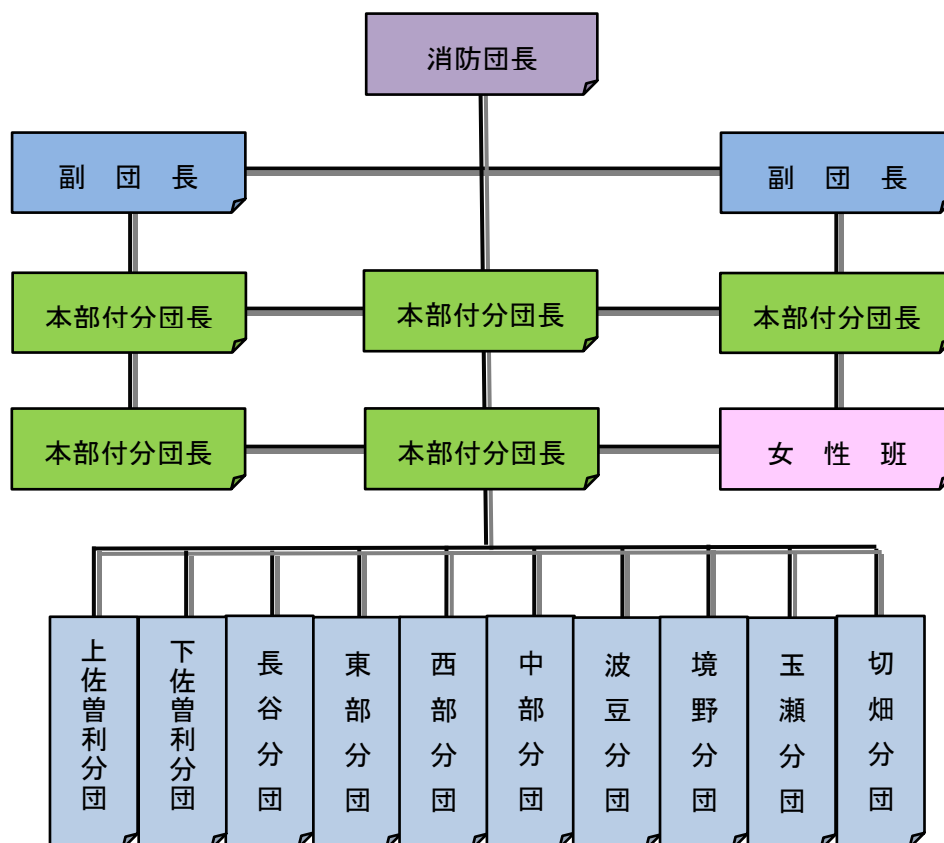 消防団長
副団長
副団長
本部付分団長
本部付分団長
本部付分団長
本部付分団長
本部付分団長
女性班
上佐曽利分団
下佐曽利分団
長谷分団
東部分団
西部分団
中部分団
波豆分団
境野分団
玉瀬分団
切畑分団